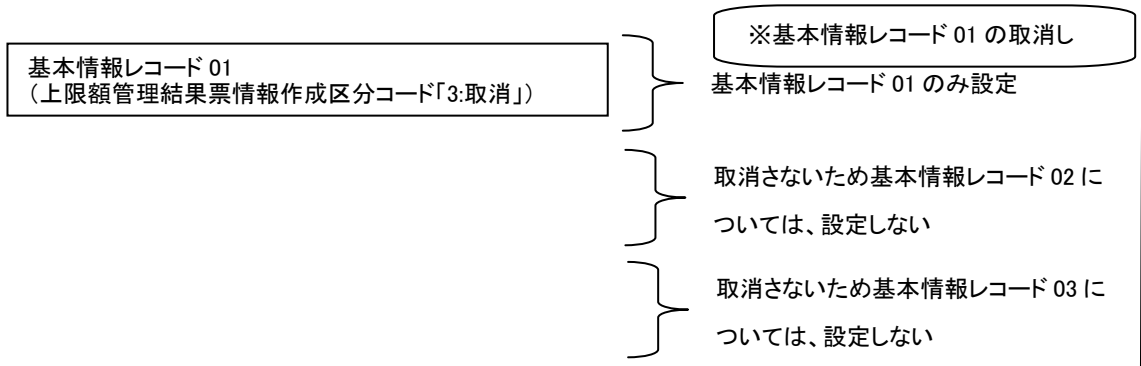 ※基本情報レコード 01 の取消し
基本情報レコード 01
（上限額管理結果票情報作成区分コード「3:取消」）
基本情報レコード 01 のみ設定
取消さないため基本情報レコード 02 に
ついては、設定しない
取消さないため基本情報レコード 03 に
ついては、設定しない